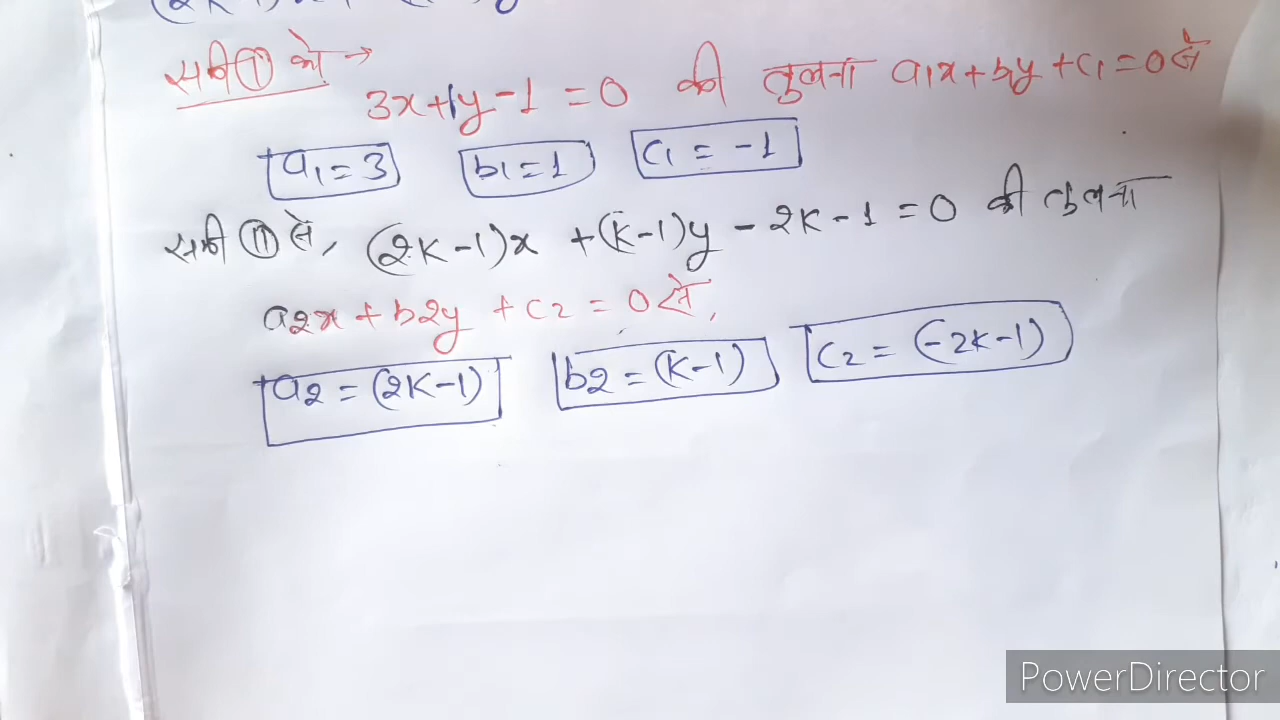 समी① को →
3x+1y-1 = 0 की तुलना a1x+b1y+c1=0 से
a1=3 b1=1 c1=-1
समी ⑪ से, (2K-1)x +(K-1)y -2K-1 =0 की तुलना
a2x + b2y + c2 = 0 से,
a2 = (2K-1) b2 = (K-1) c2 = (-2K-1)
PowerDirector